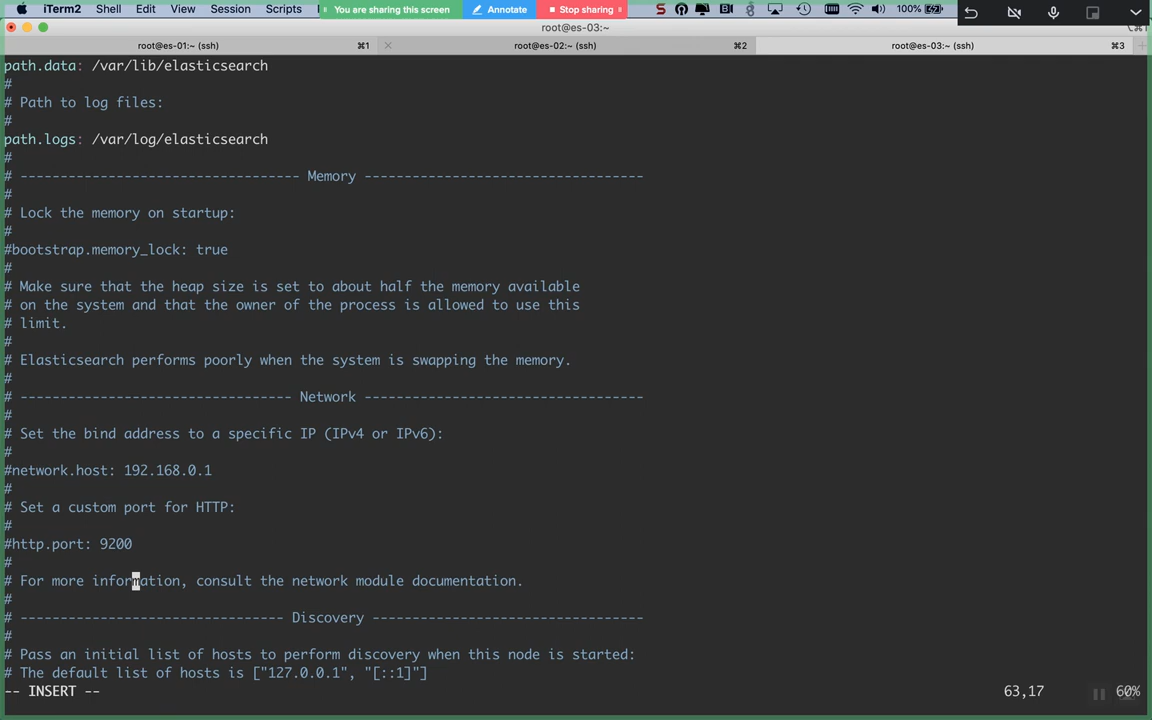 iTerm2 Shell Edit View Session Scripts You are sharing this screen Annotate Stop sharing 100%
root@es-03:~
root@es-01:~ (ssh) ⌘1 root@es-02:~ (ssh) ⌘2 root@es-03:~ (ssh) ⌘3
path.data: /var/lib/elasticsearch
#
# Path to log files:
#
path.logs: /var/log/elasticsearch
#
# ----------------------------------- Memory -----------------------------------
#
# Lock the memory on startup:
#
#bootstrap.memory_lock: true
#
# Make sure that the heap size is set to about half the memory available
# on the system and that the owner of the process is allowed to use this
# limit.
#
# Elasticsearch performs poorly when the system is swapping the memory.
#
# ---------------------------------- Network -----------------------------------
#
# Set the bind address to a specific IP (IPv4 or IPv6):
#
#network.host: 192.168.0.1
#
# Set a custom port for HTTP:
#
#http.port: 9200
#
# For more information, consult the network module documentation.
#
# --------------------------------- Discovery ----------------------------------
#
# Pass an initial list of hosts to perform discovery when this node is started:
# The default list of hosts is ["127.0.0.1", "[::1]"]
-- INSERT -- 63,17 60%